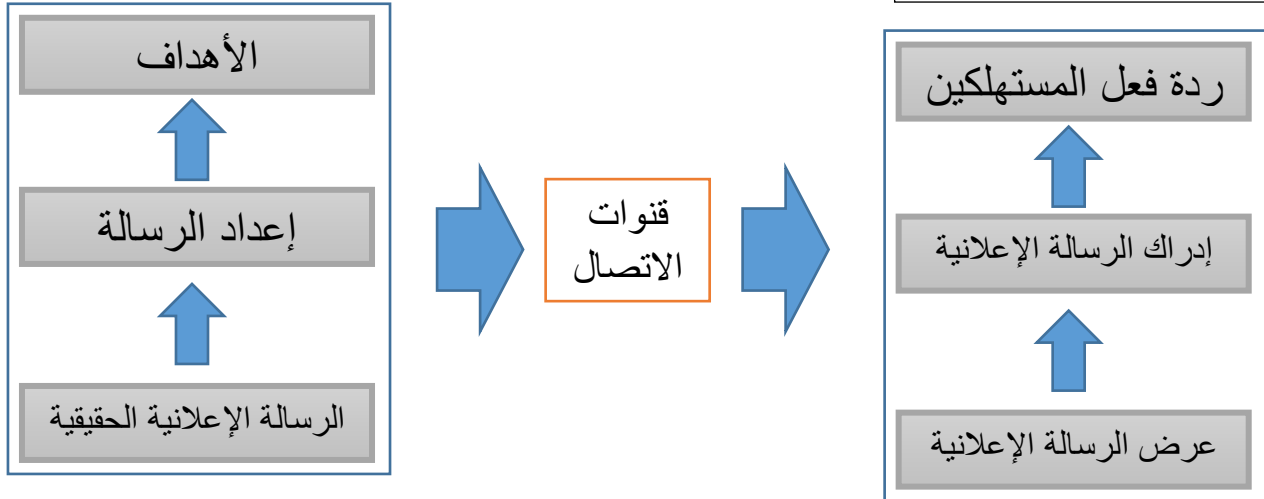 الأهداف
إعداد الرسالة
الرسالة الإعلانية الحقيقية
قنوات
الاتصال
ردة فعل المستهلكين
إدراك الرسالة الإعلانية
عرض الرسالة الإعلانية